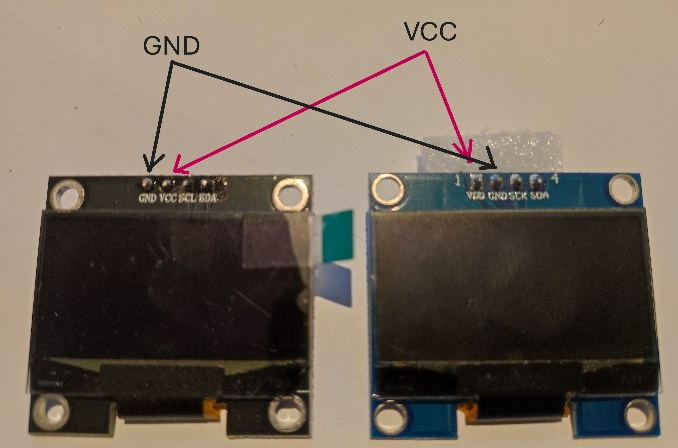 GND
VCC
GND VCC SCL SDA
1 4
VDD GND SCK SDA